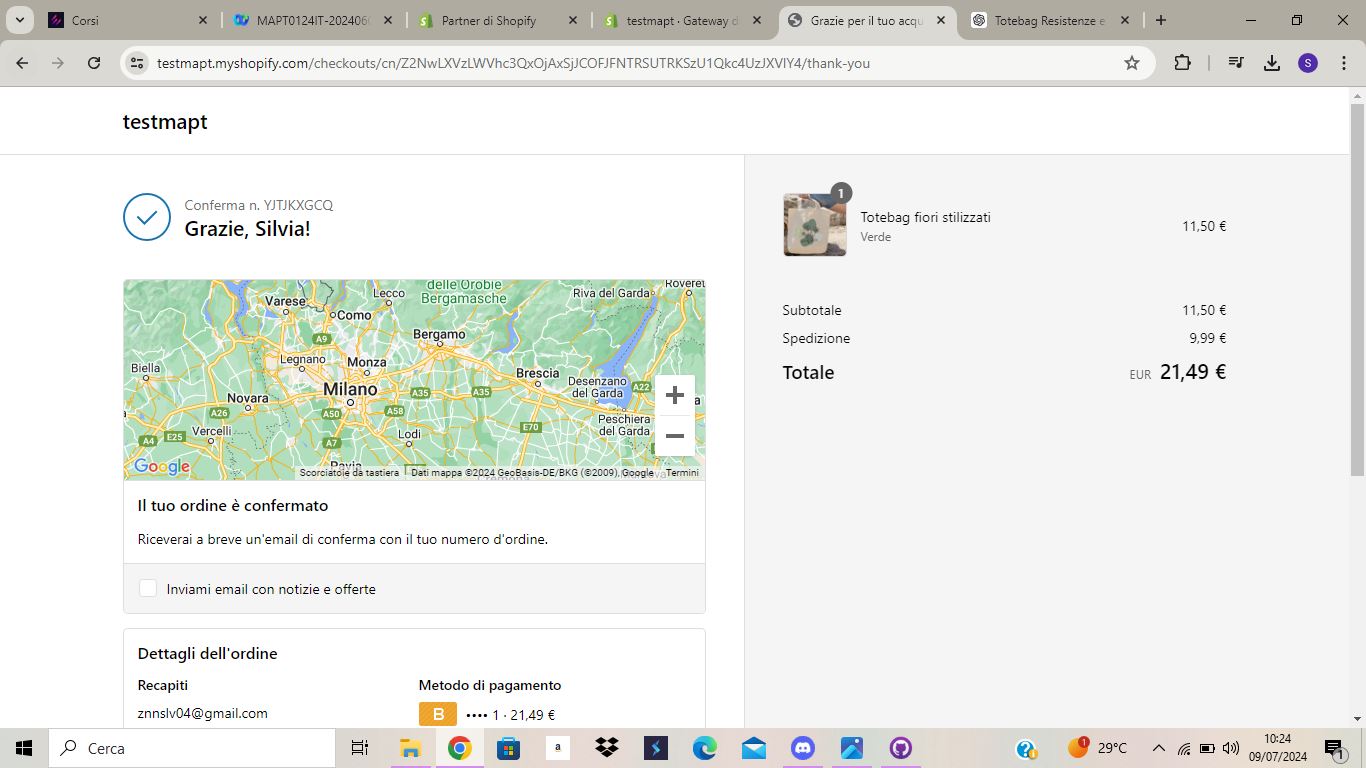 Corsi
MAPT0124IT-2024060
Partner di Shopify
testmapt · Gateway d
Grazie per il tuo acqu
Totebag Resistenze e
testmapt.myshopify.com/checkouts/cn/Z2NwLXVzLWVhc3QxOjAxSjJCOFJFNTRSUTRKSzU1Qkc4UzJXVlY4/thank-you
S
testmapt
Conferma n. YJTJKXGCQ
Grazie, Silvia!
delle Orobie
Bergamasche
Riva del Garda
Roveret
Varese
Lecco
Como
A9
Bergamo
Legnano
Monza
Biella
Brescia
Milano
Desenzano
del Garda
A22
Novara
A35
A35
A26
A50
A58
Peschiera
del Garda
E70
Vercelli
A4
E25
A7
Lodi
Pavia
Cremona
Google
Scorciatoie da tastiera
Dati mappa ©2024 GeoBasis-DE/BKG (©2009), Google
Termini
Il tuo ordine è confermato
Riceverai a breve un'email di conferma con il tuo numero d'ordine.
Inviami email con notizie e offerte
Dettagli dell'ordine
Recapiti
Metodo di pagamento
znnslv04@gmail.com
B •••• 1 · 21,49 €
1
Totebag fiori stilizzati
11,50 €
Verde
Subtotale 11,50 €
Spedizione 9,99 €
Totale EUR 21,49 €
Cerca
a
1
29°C
10:24
09/07/2024
1